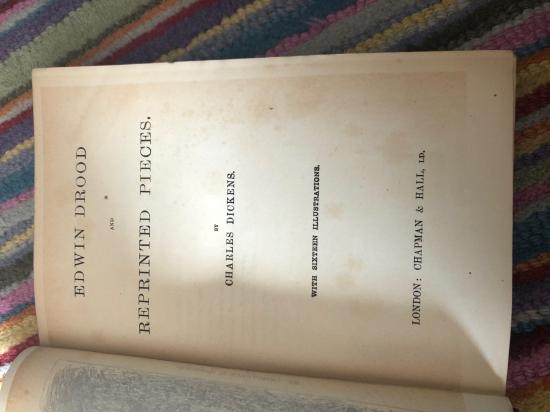 EDWIN DROOD
AND
REPRINTED PIECES.
BY
CHARLES DICKENS.
WITH SIXTEEN ILLUSTRATIONS.
LONDON: CHAPMAN & HALL, LD.